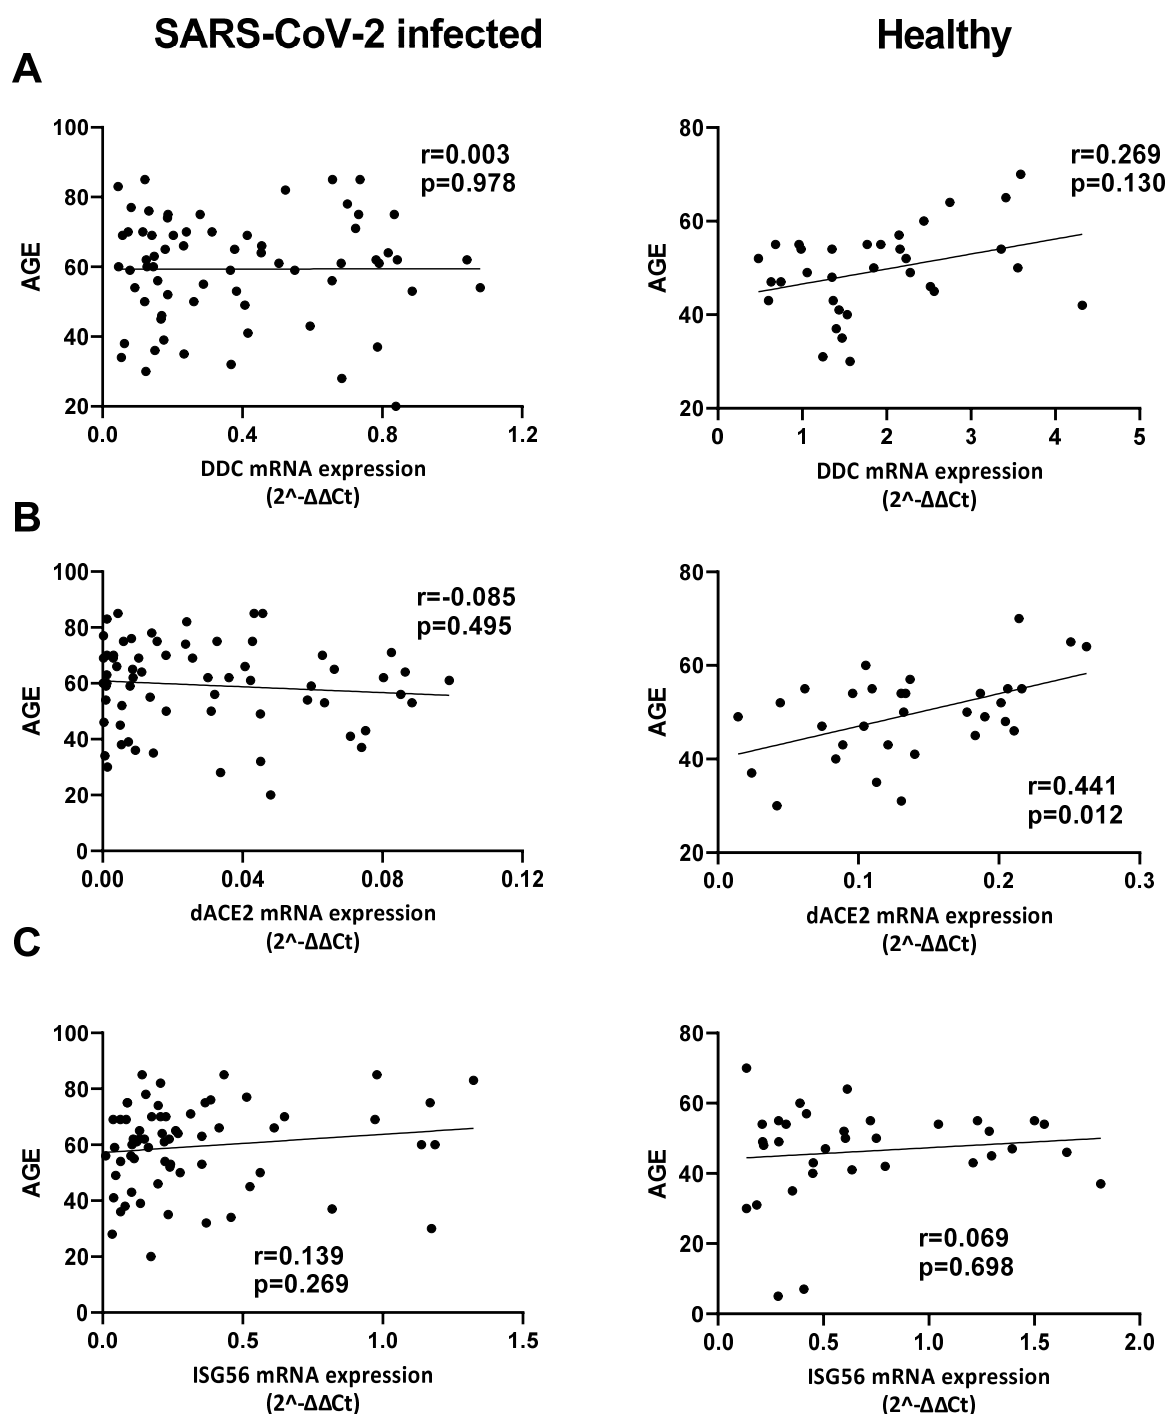 SARS-CoV-2 infected
Healthy
A
100
80
60
40
20
AGE
r=0.003
p=0.978
0.0
0.4
0.8
1.2
DDC mRNA expression
(2^-ΔΔCt)
80
60
40
20
AGE
r=0.269
p=0.130
0
1
2
3
4
5
DDC mRNA expression
(2^-ΔΔCt)
B
100
80
60
40
20
0
AGE
r=-0.085
p=0.495
0.00
0.04
0.08
0.12
dACE2 mRNA expression
(2^-ΔΔCt)
80
60
40
20
AGE
r=0.441
p=0.012
0.0
0.1
0.2
0.3
dACE2 mRNA expression
(2^-ΔΔCt)
C
100
80
60
40
20
0
AGE
r=0.139
p=0.269
0.0
0.5
1.0
1.5
ISG56 mRNA expression
(2^-ΔΔCt)
80
60
40
20
0
AGE
r=0.069
p=0.698
0.0
0.5
1.0
1.5
2.0
ISG56 mRNA expression
(2^-ΔΔCt)